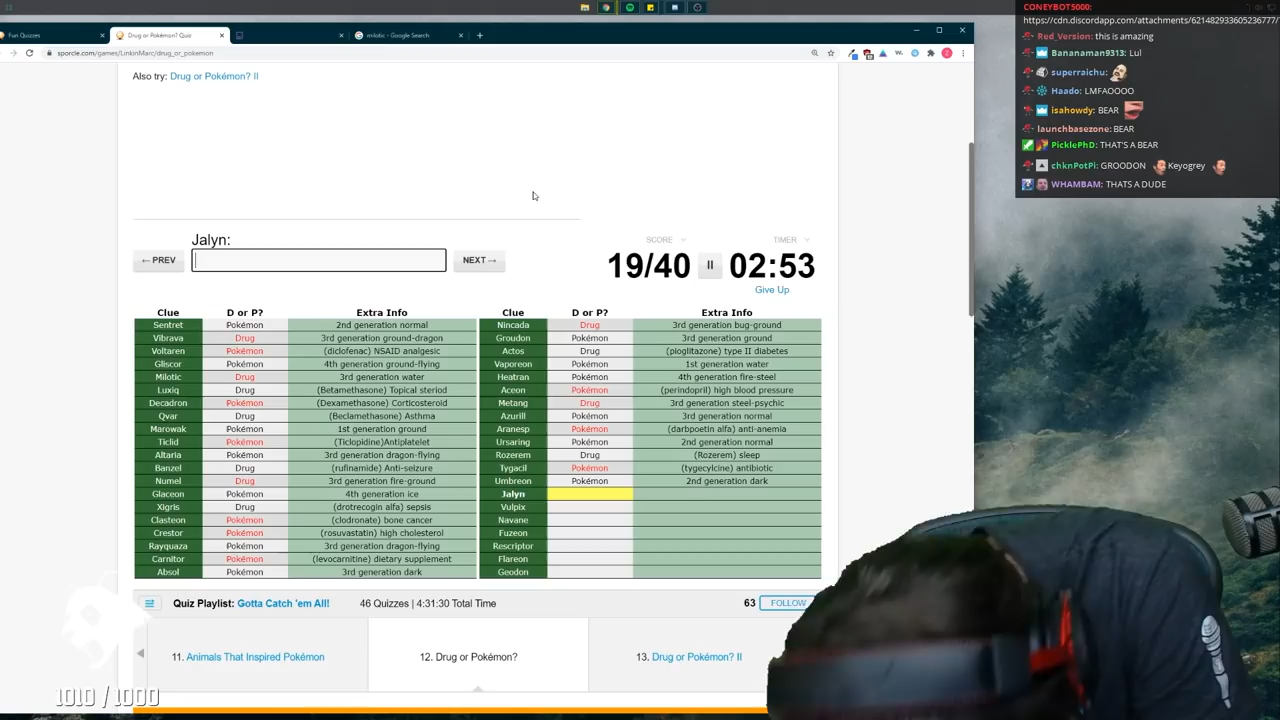 Fun Quizzes
Drug or Pokémon? Quiz
milotic - Google Search
sporcle.com/games/LinkinMarc/drug_or_pokemon
Also try: Drug or Pokémon? II
Jalyn:
← PREV
NEXT →
SCORE
TIMER
19/40
02:53
Give Up
Clue D or P? Extra Info
Sentret Pokémon 2nd generation normal
Vibrava Drug 3rd generation ground-dragon
Voltaren Pokémon (diclofenac) NSAID analgesic
Gliscor Pokémon 4th generation ground-flying
Milotic Drug 3rd generation water
Luxiq Drug (Betamethasone) Topical steriod
Decadron Pokémon (Dexamethasone) Corticosteroid
Qvar Drug (Beclamethasone) Asthma
Marowak Pokémon 1st generation ground
Ticlid Pokémon (Ticlopidine)Antiplatelet
Altaria Pokémon 3rd generation dragon-flying
Banzel Drug (rufinamide) Anti-seizure
Numel Drug 3rd generation fire-ground
Glaceon Pokémon 4th generation ice
Xigris Drug (drotrecogin alfa) sepsis
Clasteon Pokémon (clodronate) bone cancer
Crestor Pokémon (rosuvastatin) high cholesterol
Rayquaza Pokémon 3rd generation dragon-flying
Carnitor Pokémon (levocarnitine) dietary supplement
Absol Pokémon 3rd generation dark
Clue D or P? Extra Info
Nincada Drug 3rd generation bug-ground
Groudon Pokémon 3rd generation ground
Actos Drug (pioglitazone) type II diabetes
Vaporeon Pokémon 1st generation water
Heatran Pokémon 4th generation fire-steel
Aceon Pokémon (perindopril) high blood pressure
Metang Drug 3rd generation steel-psychic
Azurill Pokémon 3rd generation normal
Aranesp Pokémon (darbpoetin alfa) anti-anemia
Ursaring Pokémon 2nd generation normal
Rozerem Drug (Rozerem) sleep
Tygacil Pokémon (tygecylcine) antibiotic
Umbreon Pokémon 2nd generation dark
Jalyn
Vulpix
Navane
Fuzeon
Rescriptor
Flareon
Geodon
Quiz Playlist: Gotta Catch 'em All!
46 Quizzes | 4:31:30 Total Time
63
FOLLOW
11. Animals That Inspired Pokémon
12. Drug or Pokémon?
13. Drug or Pokémon? II
1010 / 1000
CONEYBOT5000:
https://cdn.discordapp.com/attachments/621482933605236777/
Red_Version: this is amazing
Bananaman9313: Lul
superraichu:
Haado: LMFAOOOO
isahowdy: BEAR
launchbasezone: BEAR
PicklePhD: THAT'S A BEAR
chknPotPi: GROODON Keyogrey
WHAMBAM: THATS A DUDE